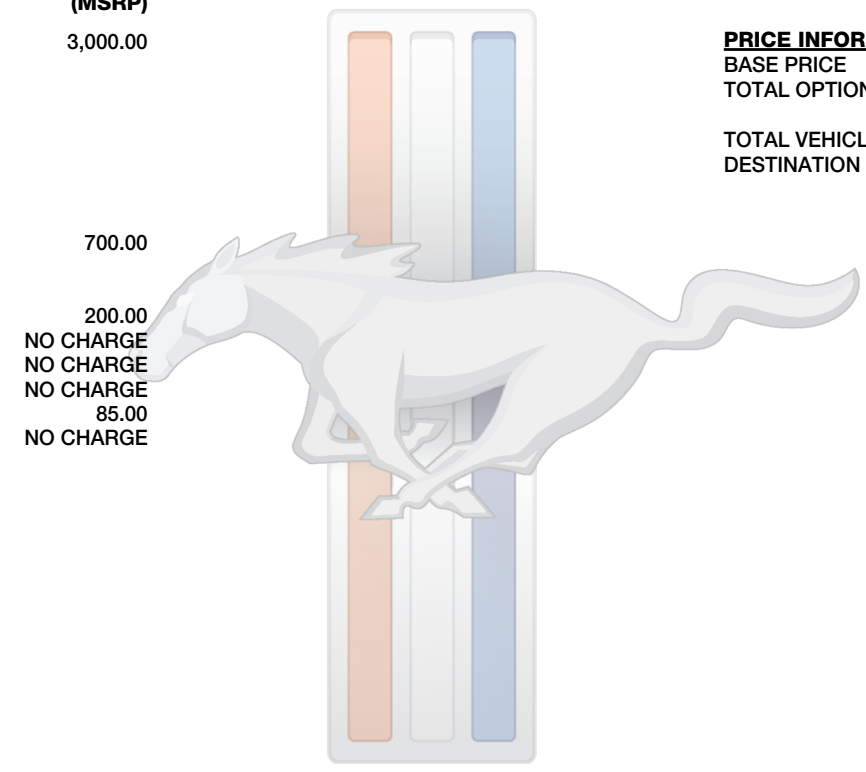 (MSRP)
3,000.00
700.00
200.00
NO CHARGE
NO CHARGE
NO CHARGE
85.00
NO CHARGE
PRICE INFOR
BASE PRICE
TOTAL OPTION
TOTAL VEHICL
DESTINATION